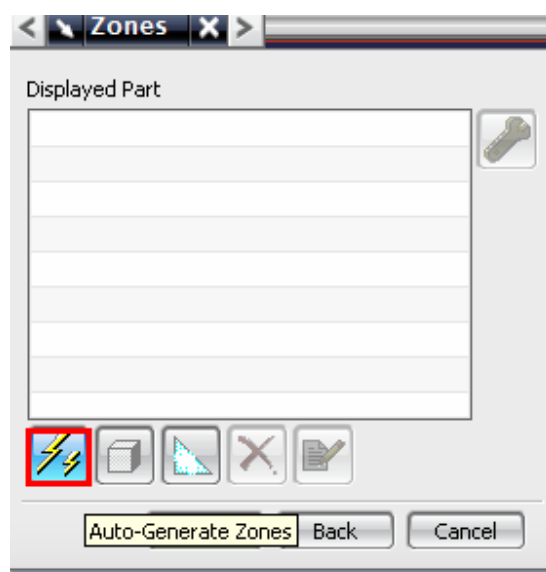 Zones
Displayed Part
Auto-Generate Zones
Back
Cancel